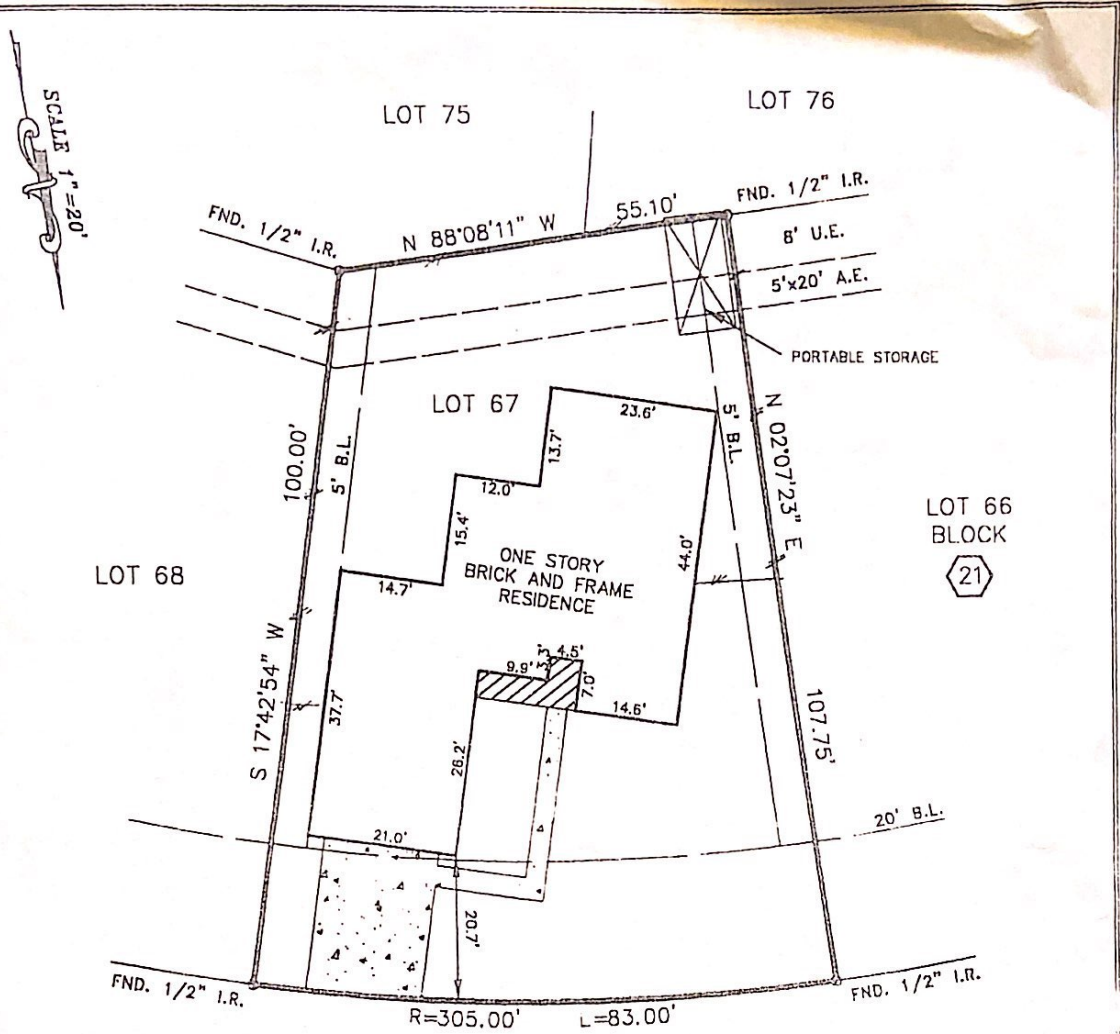 SCALE 1"=20'
LOT 75
LOT 76
FND. 1/2" I.R.
N 88°08'11" W
55.10'
FND. 1/2" I.R.
8' U.E.
5'x20' A.E.
PORTABLE STORAGE
LOT 67
23.6'
13.7'
12.0'
15.4'
14.7'
100.00'
5' B.L.
5' B.L.
N 02°07'23" E
LOT 66
BLOCK
21
LOT 68
ONE STORY
BRICK AND FRAME
RESIDENCE
44.0'
9.9'
3.3'
4.5'
7.0'
14.6'
S 17°42'54" W
37.7'
26.2'
107.75'
20' B.L.
21.0'
20.7'
FND. 1/2" I.R.
FND. 1/2" I.R.
R=305.00'
L=83.00'